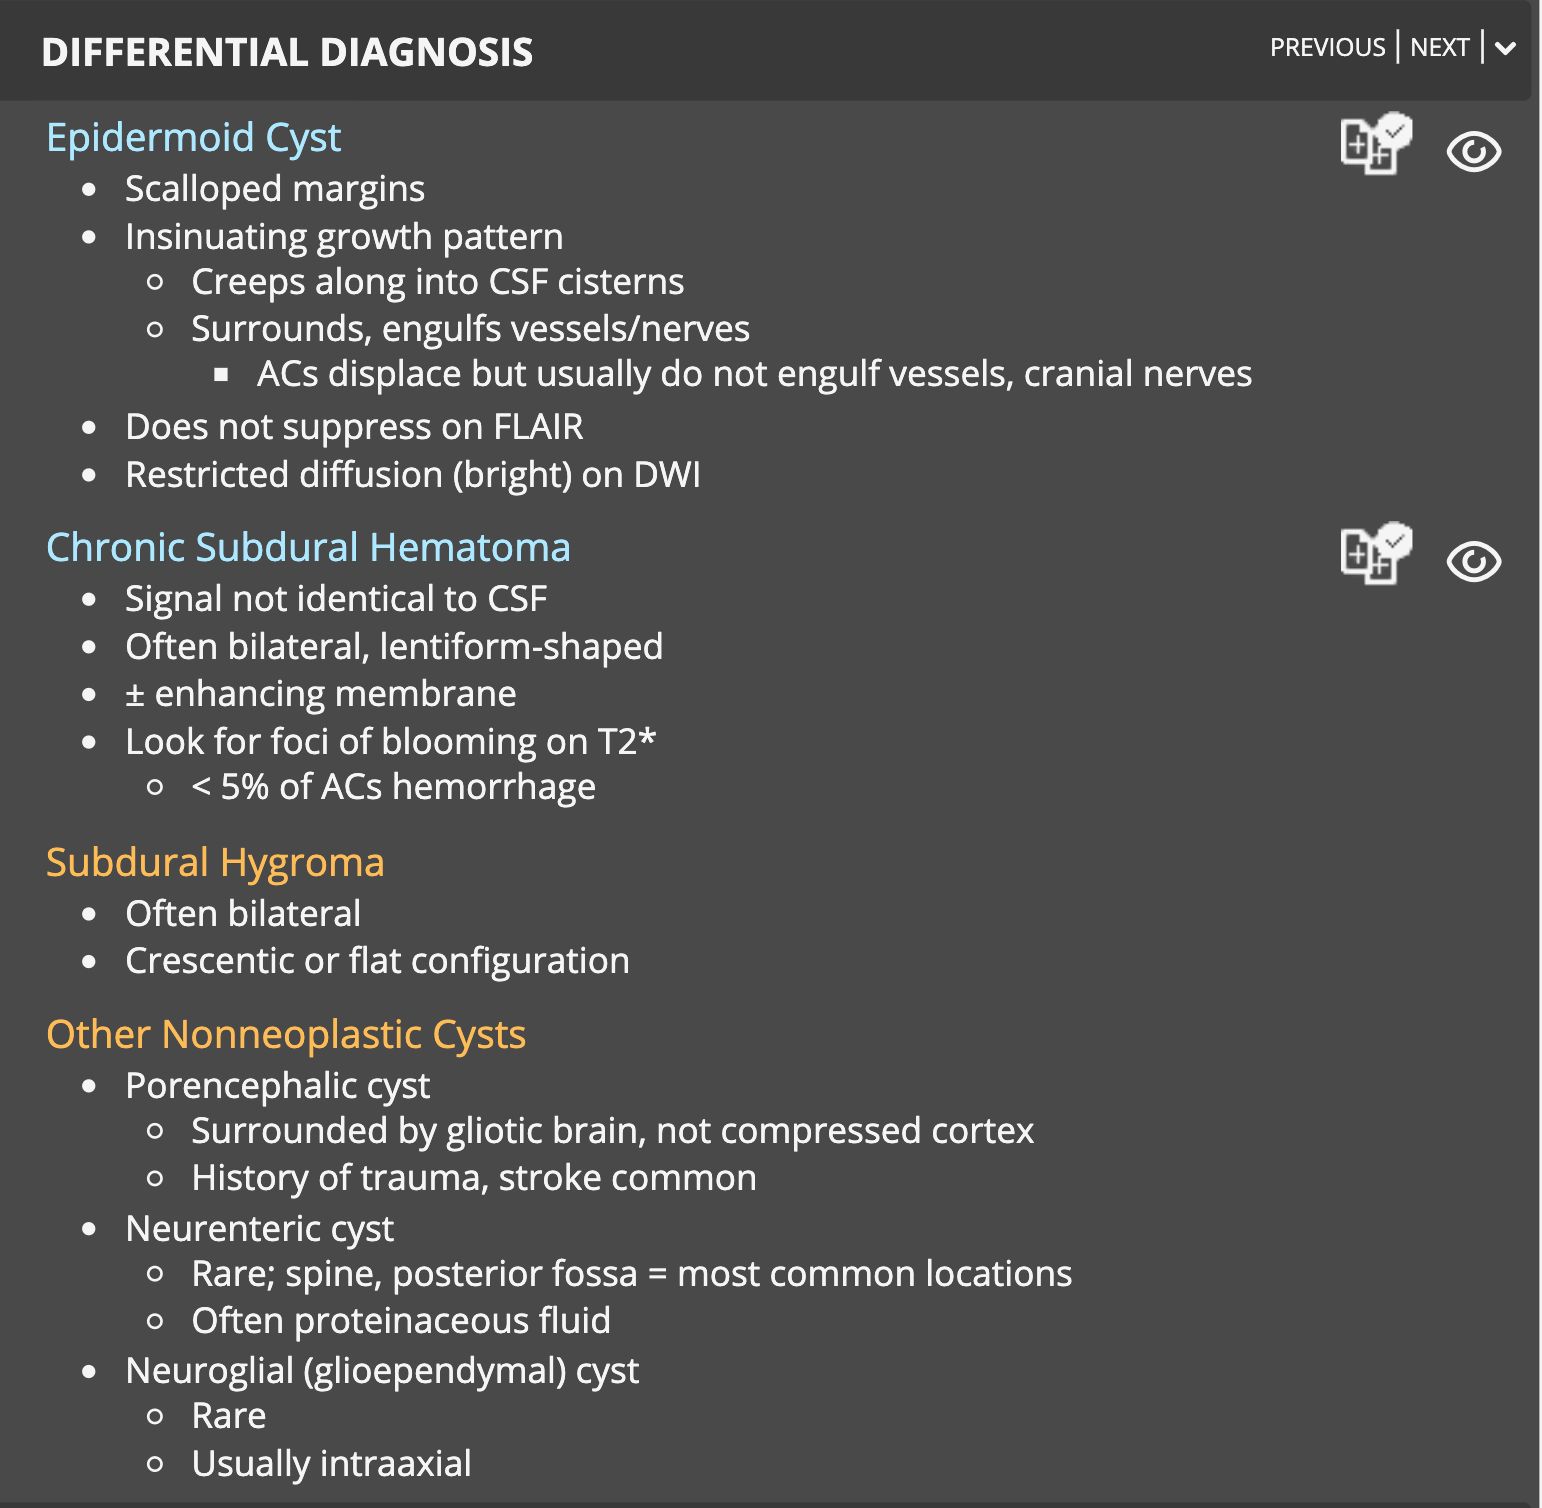 DIFFERENTIAL DIAGNOSIS
PREVIOUS | NEXT |
Epidermoid Cyst
• Scalloped margins
• Insinuating growth pattern
○ Creeps along into CSF cisterns
○ Surrounds, engulfs vessels/nerves
▪ ACs displace but usually do not engulf vessels, cranial nerves
• Does not suppress on FLAIR
• Restricted diffusion (bright) on DWI
Chronic Subdural Hematoma
• Signal not identical to CSF
• Often bilateral, lentiform-shaped
• ± enhancing membrane
• Look for foci of blooming on T2*
○ < 5% of ACs hemorrhage
Subdural Hygroma
• Often bilateral
• Crescentic or flat configuration
Other Nonneoplastic Cysts
• Porencephalic cyst
○ Surrounded by gliotic brain, not compressed cortex
○ History of trauma, stroke common
• Neurenteric cyst
○ Rare; spine, posterior fossa = most common locations
○ Often proteinaceous fluid
• Neuroglial (glioependymal) cyst
○ Rare
○ Usually intraaxial